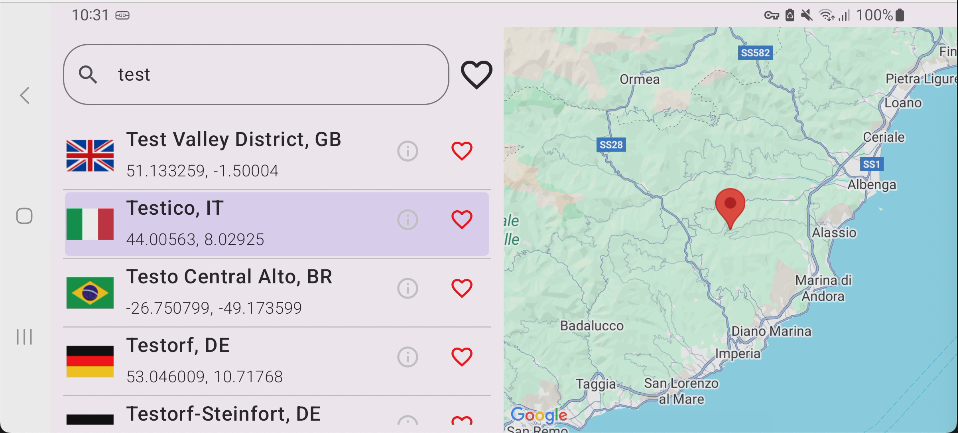 10:31
100%
test
Test Valley District, GB
51.133259, -1.50004
Testico, IT
44.00563, 8.02925
Testo Central Alto, BR
-26.750799, -49.173599
Testorf, DE
53.046009, 10.71768
Testorf-Steinfort, DE
SS582
Fin
Ormea
Pietra Ligure
Loano
SS28
Ceriale
SS1
Albenga
ale
lle
Alassio
Marina di
Andora
Badalucco
Diano Marina
Imperia
Taggia
San Lorenzo
al Mare
Google
San Remo